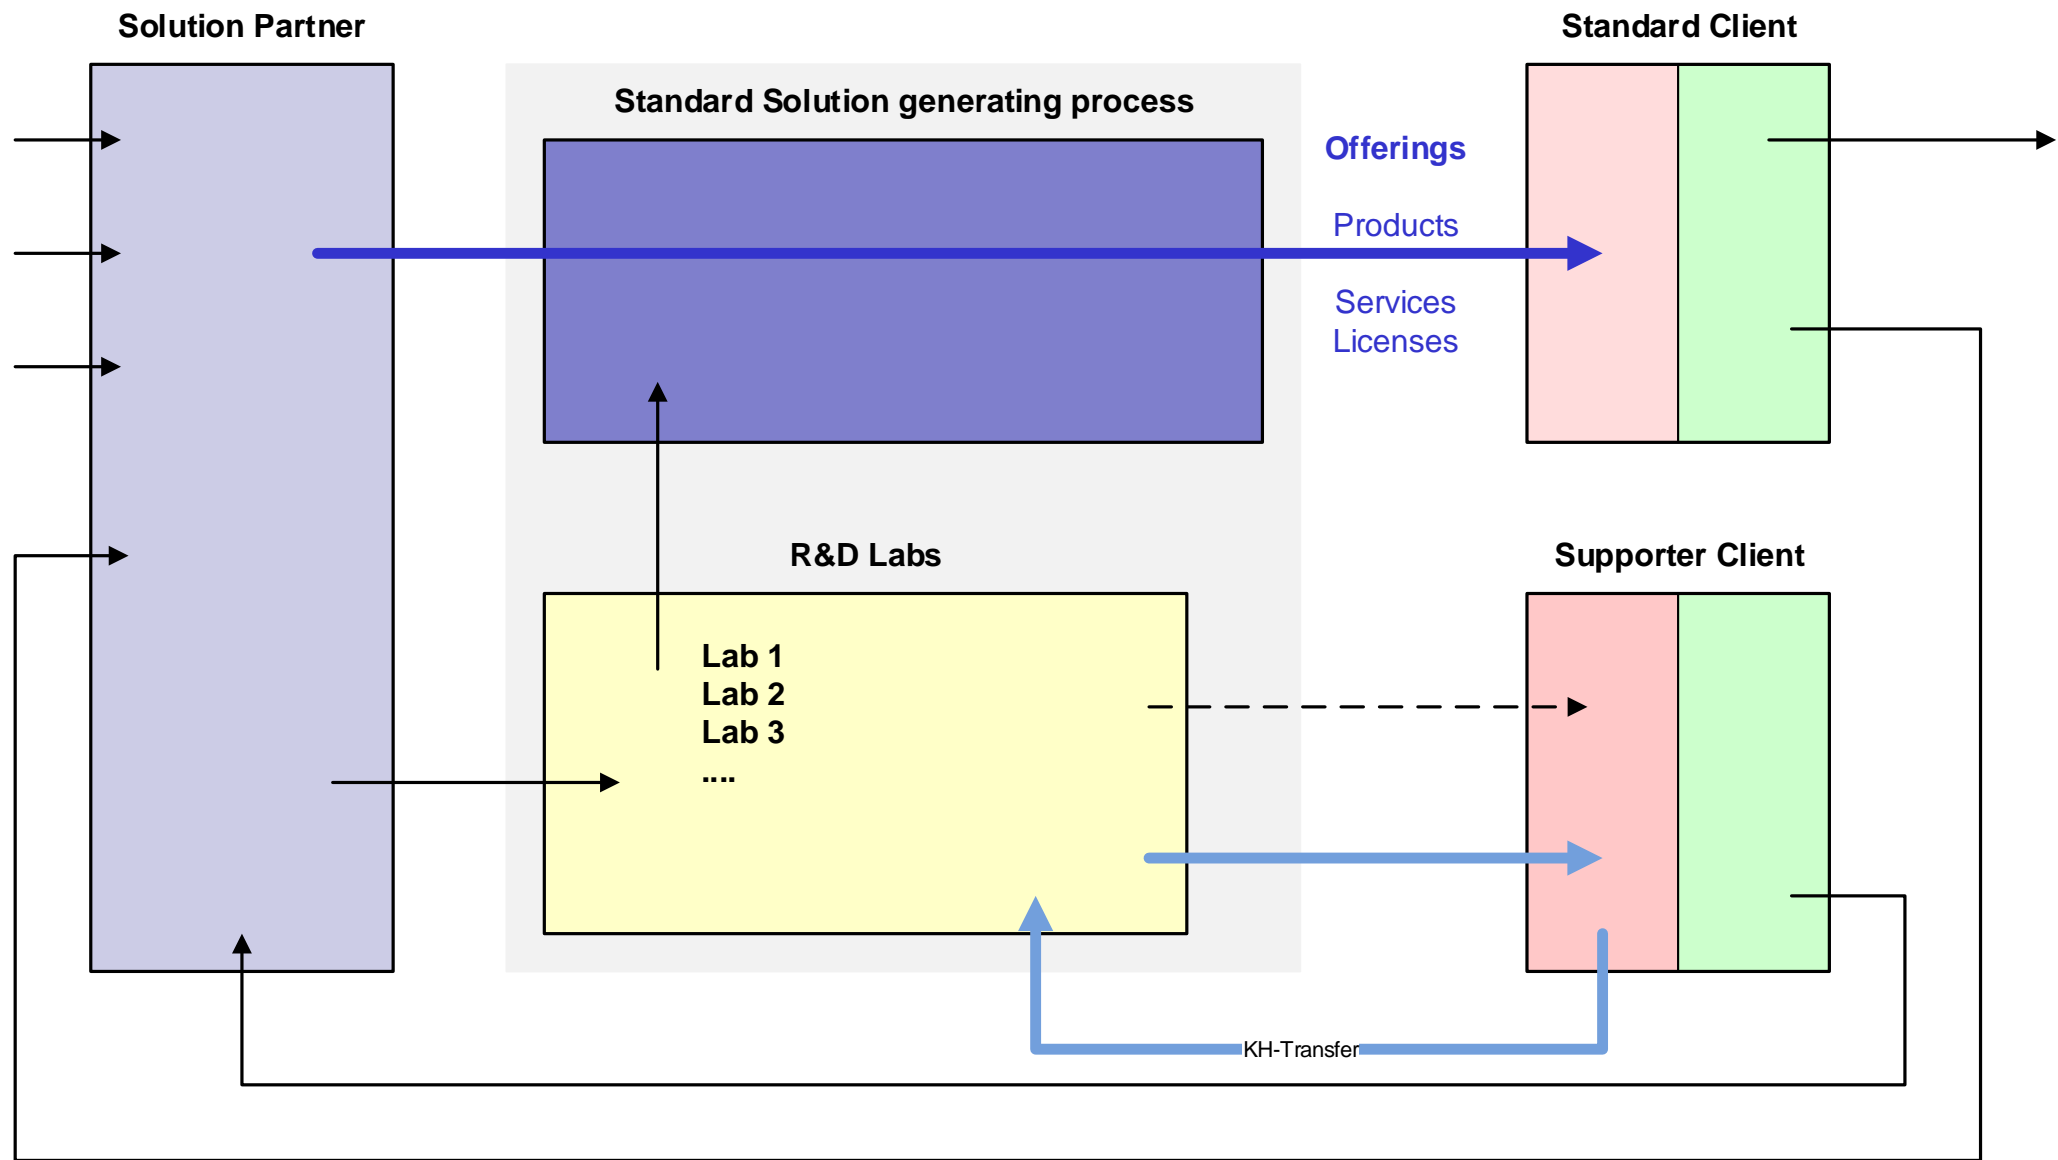 Solution Partner
Standard Client
Standard Solution generating process
Offerings
Products
Services
Licenses
R&D Labs
Supporter Client
Lab 1
Lab 2
Lab 3
....
KH-Transfer